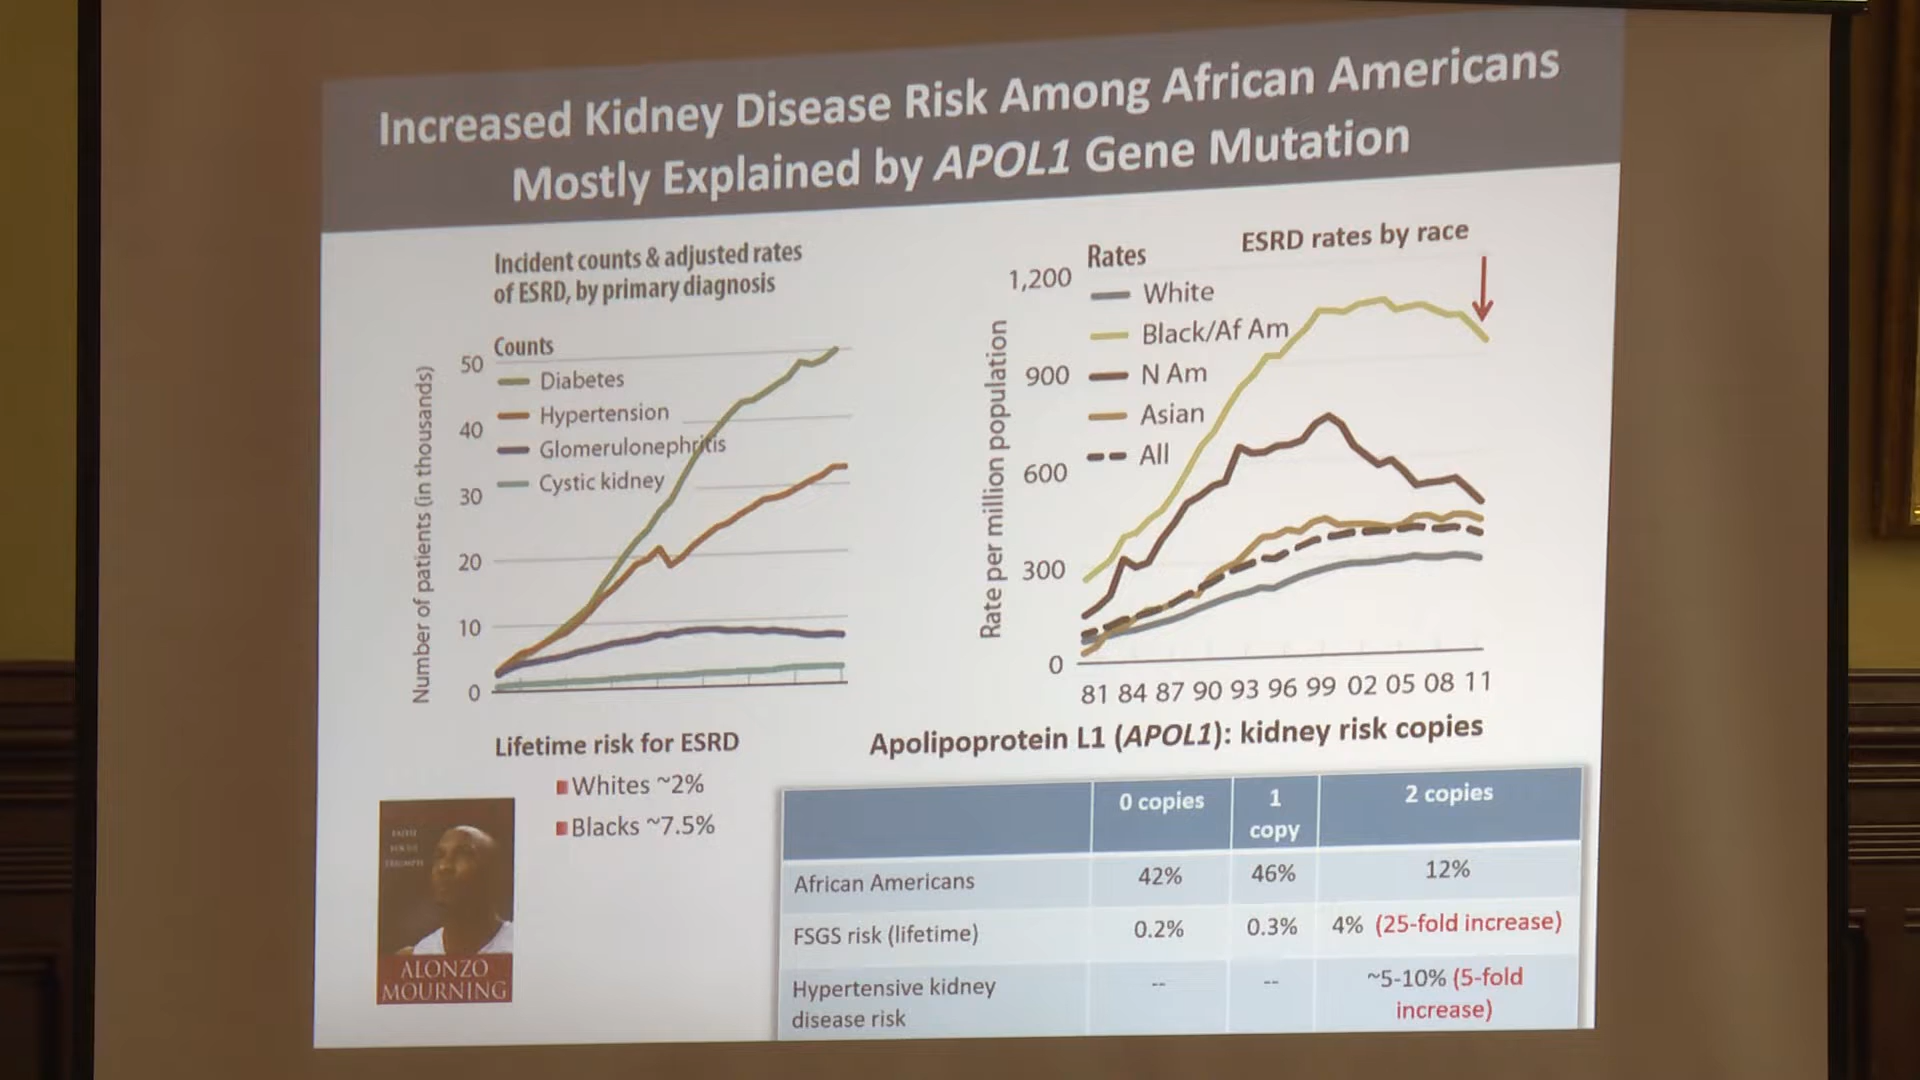 Increased Kidney Disease Risk Among African Americans
Mostly Explained by APOL1 Gene Mutation
Incident counts & adjusted rates
of ESRD, by primary diagnosis
Counts
Diabetes
Hypertension
Glomerulonephritis
Cystic kidney
Number of patients (in thousands)
50
40
30
20
10
0
ESRD rates by race
Rates
White
Black/Af Am
N Am
Asian
All
Rate per million population
1,200
900
600
300
0
81 84 87 90 93 96 99 02 05 08 11
Lifetime risk for ESRD
Whites ~2%
Blacks ~7.5%
ALONZO
MOURNING
Apolipoprotein L1 (APOL1): kidney risk copies
0 copies 1 copy 2 copies
African Americans 42% 46% 12%
FSGS risk (lifetime) 0.2% 0.3% 4% (25-fold increase)
Hypertensive kidney disease risk -- -- ~5-10% (5-fold increase)